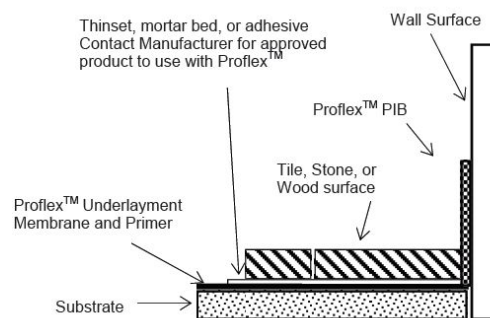 Thinset, mortar bed, or adhesive
Contact Manufacturer for approved
product to use with Proflex™
Wall Surface
Proflex™ PIB
Tile, Stone, or
Wood surface
Proflex™ Underlayment
Membrane and Primer
Substrate